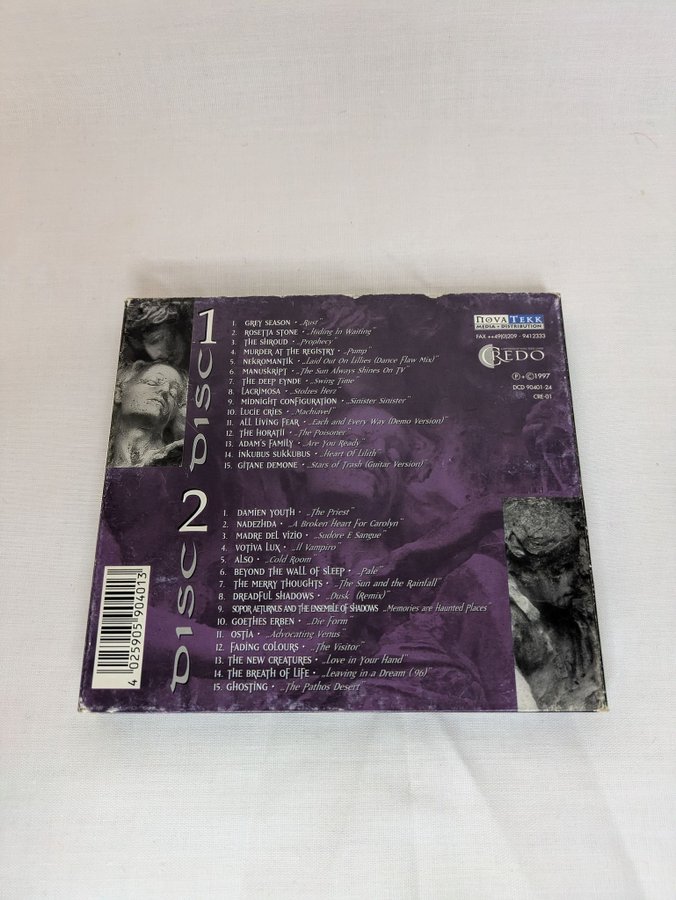 DISC 1
1. GREY SEASON • „Rust"
2. ROSETTA STONE • „Hiding In Waiting"
3. THE SHROUD • „Prophecy"
4. MURDER AT THE REGISTRY • „Pump"
5. NEKROMANTIK • „Laid Out On Lillies (Dance Flaw Mix)"
6. MANUSKRIPT • „The Sun Always Shines On TV"
7. THE DEEP EYNDE • „Swing Time"
8. LACRIMOSA • „Stolzes Herz"
9. MIDNIGHT CONFIGURATION • „Sinister Sinister"
10. LUCIE CRIES • „Machiavel"
11. ALL LIVING FEAR • „Each and Every Way (Demo Version)"
12. THE HORATII • „The Poisoner"
13. ADAM'S FAMILY • „Are You Ready"
14. INKUBUS SUKKUBUS • „Heart Of Lilith"
15. GITANE DEMONE • „Stars of Trash (Guitar Version)"
NOVA TEKK
MEDIA • DISTRIBUTION
FAX ++49(0)209 - 9412333
CREDO
℗ + © 1997
DCD 90401-24
CRE-01
DISC 2
1. DAMIEN YOUTH • „The Priest"
2. NADEZHDA • „A Broken Heart For Carolyn"
3. MADRE DEL VIZIO • „Sudore E Sangue"
4. VOTIVA LUX • „Il Vampiro"
5. ALSO • „Cold Room"
6. BEYOND THE WALL OF SLEEP • „Pale"
7. THE MERRY THOUGHTS • „The Sun and the Rainfall"
8. DREADFUL SHADOWS • „Dusk (Remix)"
9. SOPOR AETURNUS AND THE ENSEMBLE OF SHADOWS • „Memories are Haunted Places"
10. GOETHES ERBEN • „Die Form"
11. OSTIA • „Advocating Venus"
12. FADING COLOURS • „The Visitor"
13. THE NEW CREATURES • „Love in Your Hand"
14. THE BREATH OF LIFE • „Leaving in a Dream ('96)"
15. GHOSTING • „The Pathos Desert"
4 025905 904013